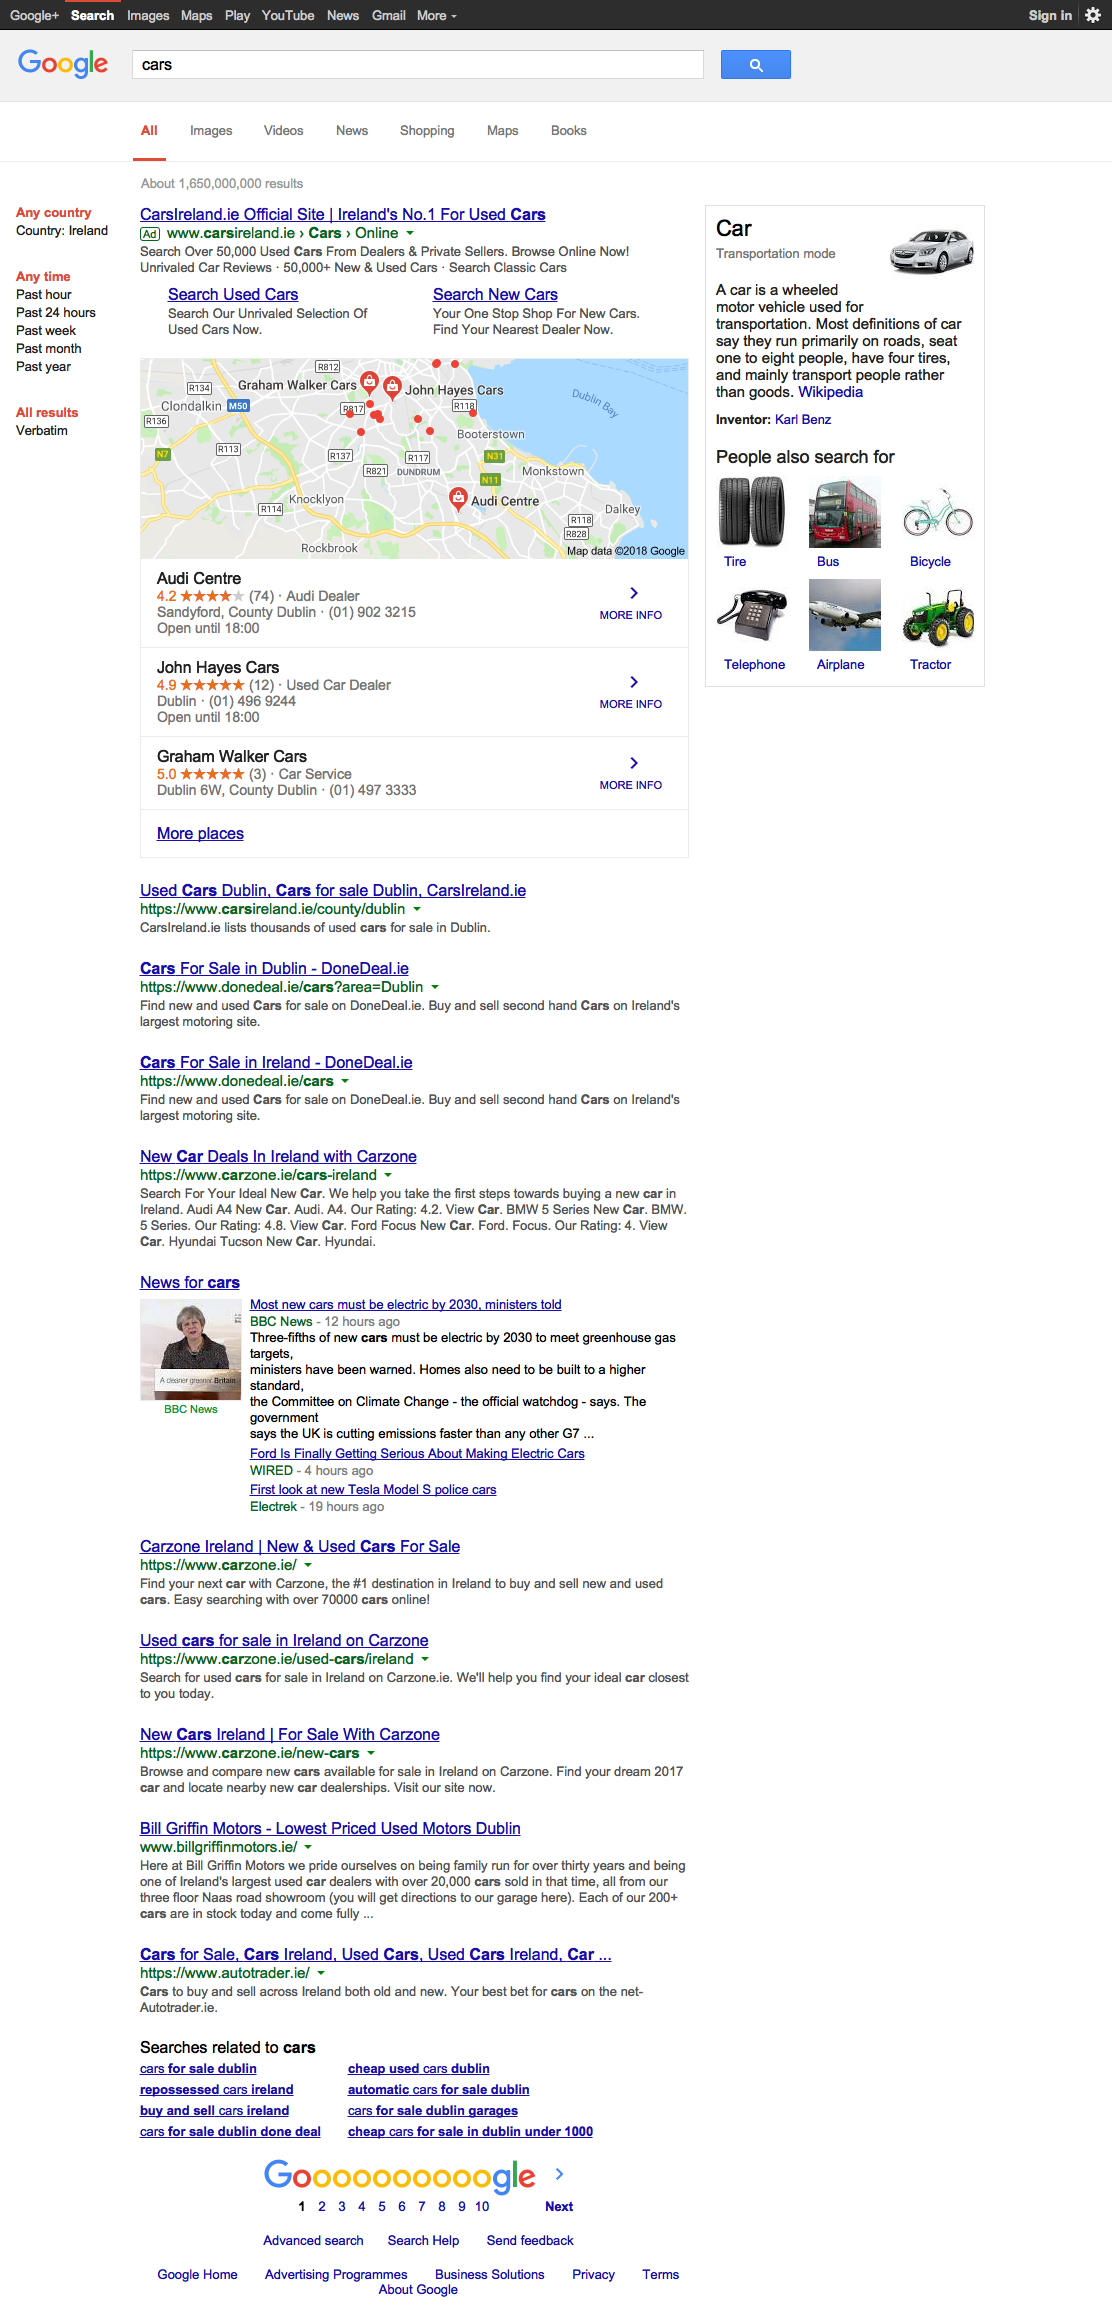 Google+ Search Images Maps Play YouTube News Gmail More Sign in
Google cars
All Images Videos News Shopping Maps Books
About 1,650,000,000 results
Any country
Country: Ireland
Any time
Past hour
Past 24 hours
Past week
Past month
Past year
All results
Verbatim
CarsIreland.ie Official Site | Ireland's No.1 For Used Cars
Ad www.carsireland.ie › Cars › Online
Search Over 50,000 Used Cars From Dealers & Private Sellers. Browse Online Now!
Unrivaled Car Reviews · 50,000+ New & Used Cars · Search Classic Cars
Search Used Cars
Search Our Unrivaled Selection Of
Used Cars Now.
Search New Cars
Your One Stop Shop For New Cars.
Find Your Nearest Dealer Now.
R812
R134
Graham Walker Cars
John Hayes Cars
Dublin Bay
Clondalkin
M50
R817
R118
R136
Booterstown
N7
R113
R137
R117
N31
R821
DUNDRUM
Monkstown
N11
Knocklyon
Audi Centre
R114
Dalkey
R118
R828
Rockbrook
Map data ©2018 Google
Audi Centre
4.2 ★★★★★ (74) · Audi Dealer
Sandyford, County Dublin · (01) 902 3215
Open until 18:00
MORE INFO
John Hayes Cars
4.9 ★★★★★ (12) · Used Car Dealer
Dublin · (01) 496 9244
Open until 18:00
MORE INFO
Graham Walker Cars
5.0 ★★★★★ (3) · Car Service
Dublin 6W, County Dublin · (01) 497 3333
MORE INFO
More places
Used Cars Dublin, Cars for sale Dublin, CarsIreland.ie
https://www.carsireland.ie/county/dublin
CarsIreland.ie lists thousands of used cars for sale in Dublin.
Cars For Sale in Dublin - DoneDeal.ie
https://www.donedeal.ie/cars?area=Dublin
Find new and used Cars for sale on DoneDeal.ie. Buy and sell second hand Cars on Ireland's
largest motoring site.
Cars For Sale in Ireland - DoneDeal.ie
https://www.donedeal.ie/cars
Find new and used Cars for sale on DoneDeal.ie. Buy and sell second hand Cars on Ireland's
largest motoring site.
New Car Deals In Ireland with Carzone
https://www.carzone.ie/cars-ireland
Search For Your Ideal New Car. We help you take the first steps towards buying a new car in
Ireland. Audi A4 New Car. Audi. A4. Our Rating: 4.2. View Car. BMW 5 Series New Car. BMW.
5 Series. Our Rating: 4.8. View Car. Ford Focus New Car. Ford. Focus. Our Rating: 4. View
Car. Hyundai Tucson New Car. Hyundai.
News for cars
A cleaner greener Britain
BBC News
Most new cars must be electric by 2030, ministers told
BBC News - 12 hours ago
Three-fifths of new cars must be electric by 2030 to meet greenhouse gas
targets,
ministers have been warned. Homes also need to be built to a higher
standard,
the Committee on Climate Change - the official watchdog - says. The
government
says the UK is cutting emissions faster than any other G7 ...
Ford Is Finally Getting Serious About Making Electric Cars
WIRED - 4 hours ago
First look at new Tesla Model S police cars
Electrek - 19 hours ago
Carzone Ireland | New & Used Cars For Sale
https://www.carzone.ie/
Find your next car with Carzone, the #1 destination in Ireland to buy and sell new and used
cars. Easy searching with over 70000 cars online!
Used cars for sale in Ireland on Carzone
https://www.carzone.ie/used-cars/ireland
Search for used cars for sale in Ireland on Carzone.ie. We'll help you find your ideal car closest
to you today.
New Cars Ireland | For Sale With Carzone
https://www.carzone.ie/new-cars
Browse and compare new cars available for sale in Ireland on Carzone. Find your dream 2017
car and locate nearby new car dealerships. Visit our site now.
Bill Griffin Motors - Lowest Priced Used Motors Dublin
www.billgriffinmotors.ie/
Here at Bill Griffin Motors we pride ourselves on being family run for over thirty years and being
one of Ireland's largest used car dealers with over 20,000 cars sold in that time, all from our
three floor Naas road showroom (you will get directions to our garage here). Each of our 200+
cars are in stock today and come fully ...
Cars for Sale, Cars Ireland, Used Cars, Used Cars Ireland, Car ...
https://www.autotrader.ie/
Cars to buy and sell across Ireland both old and new. Your best bet for cars on the net-
Autotrader.ie.
Searches related to cars
cars for sale dublin cheap used cars dublin
repossessed cars ireland automatic cars for sale dublin
buy and sell cars ireland cars for sale dublin garages
cars for sale dublin done deal cheap cars for sale in dublin under 1000
Goooooooooogle
1 2 3 4 5 6 7 8 9 10 Next
Advanced search Search Help Send feedback
Google Home Advertising Programmes Business Solutions Privacy Terms
About Google
Car
Transportation mode
A car is a wheeled
motor vehicle used for
transportation. Most definitions of car
say they run primarily on roads, seat
one to eight people, have four tires,
and mainly transport people rather
than goods. Wikipedia
Inventor: Karl Benz
People also search for
Tire Bus Bicycle
Telephone Airplane Tractor